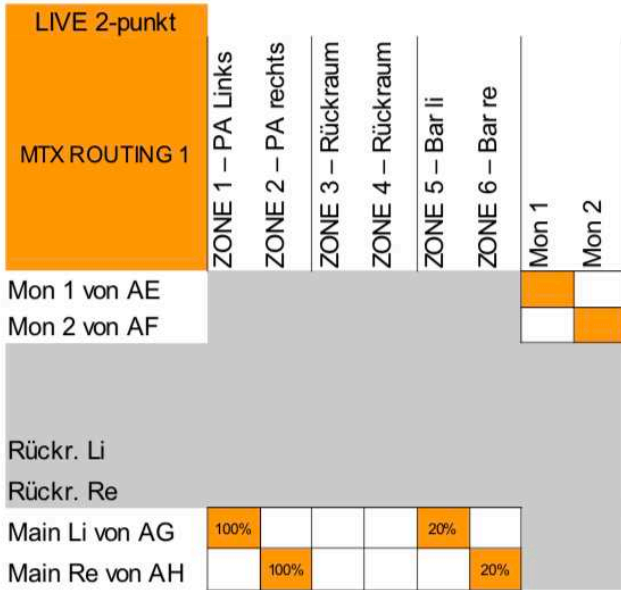 LIVE 2-punkt
MTX ROUTING 1
ZONE 1 – PA Links
ZONE 2 – PA rechts
ZONE 3 – Rückraum
ZONE 4 – Rückraum
ZONE 5 – Bar li
ZONE 6 – Bar re
Mon 1
Mon 2
Mon 1 von AE
Mon 2 von AF
Rückr. Li
Rückr. Re
Main Li von AG 100% 20%
Main Re von AH 100% 20%